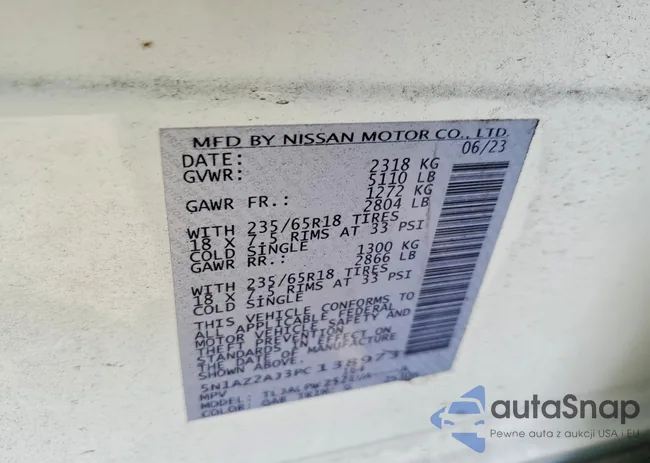 MFD BY NISSAN MOTOR CO., LTD.
DATE: 06/23
GVWR: 2318 KG
5110 LB
GAWR FR.: 1272 KG
2804 LB
WITH 235/65R18 TIRES
18 X 7.5 RIMS AT 33 PSI
COLD SINGLE
GAWR RR.: 1300 KG
2866 LB
WITH 235/65R18 TIRES
18 X 7.5 RIMS AT 33 PSI
COLD SINGLE
THIS VEHICLE CONFORMS TO
ALL APPLICABLE FEDERAL
MOTOR VEHICLE SAFETY AND
THEFT PREVENTION
STANDARDS IN EFFECT ON
THE DATE OF MANUFACTURE
SHOWN ABOVE.
5N1AZ2AJ3PC138973
MPV
MODEL:
COLOR: QAB
autaSnap
Pewne auta z aukcji USA i EU